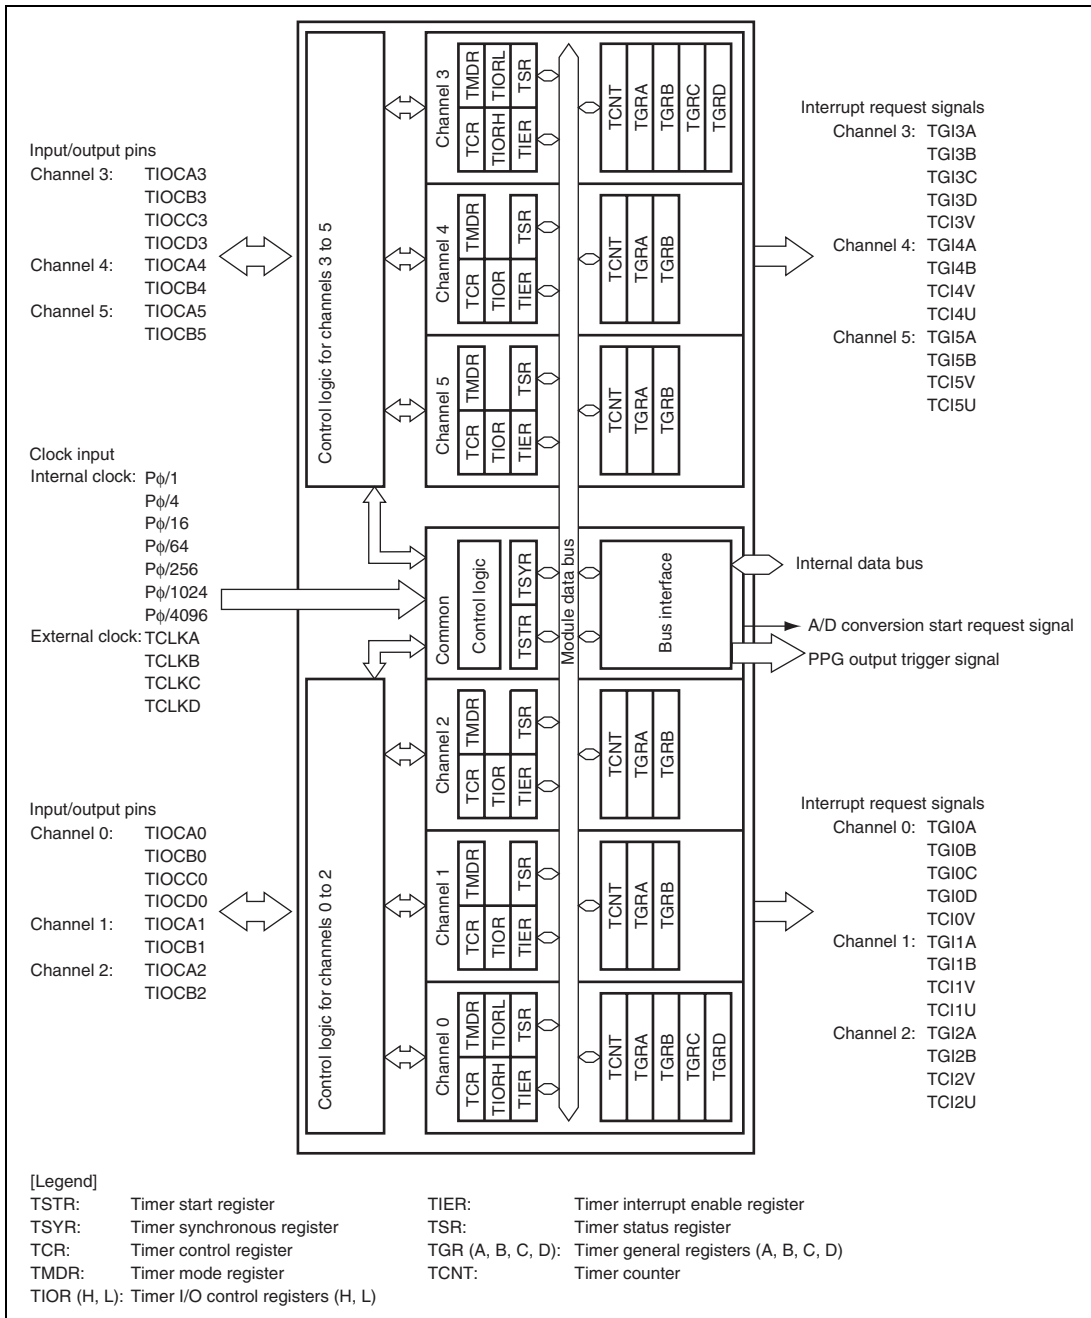 Input/output pins
Channel 3: TIOCA3
TIOCB3
TIOCC3
TIOCD3
Channel 4: TIOCA4
TIOCB4
Channel 5: TIOCA5
TIOCB5
Clock input
Internal clock: Pϕ/1
Pϕ/4
Pϕ/16
Pϕ/64
Pϕ/256
Pϕ/1024
Pϕ/4096
External clock: TCLKA
TCLKB
TCLKC
TCLKD
Input/output pins
Channel 0: TIOCA0
TIOCB0
TIOCC0
TIOCD0
Channel 1: TIOCA1
TIOCB1
Channel 2: TIOCA2
TIOCB2
Control logic for channels 3 to 5
Control logic for channels 0 to 2
Channel 3
TCR TMDR
TIORH TIORL
TIER TSR
TCNT
TGRA
TGRB
TGRC
TGRD
Channel 4
TCR TMDR
TIOR
TIER TSR
TCNT
TGRA
TGRB
Channel 5
TCR TMDR
TIOR
TIER TSR
TCNT
TGRA
TGRB
Common
Control logic
TSTR TSYR
Module data bus
Bus interface
Channel 2
TCR TMDR
TIOR
TIER TSR
TCNT
TGRA
TGRB
Channel 1
TCR TMDR
TIOR
TIER TSR
TCNT
TGRA
TGRB
Channel 0
TCR TMDR
TIORH TIORL
TIER TSR
TCNT
TGRA
TGRB
TGRC
TGRD
Interrupt request signals
Channel 3: TGI3A
TGI3B
TGI3C
TGI3D
TCI3V
Channel 4: TGI4A
TGI4B
TCI4V
TCI4U
Channel 5: TGI5A
TGI5B
TCI5V
TCI5U
Internal data bus
A/D conversion start request signal
PPG output trigger signal
Interrupt request signals
Channel 0: TGI0A
TGI0B
TGI0C
TGI0D
TCI0V
Channel 1: TGI1A
TGI1B
TCI1V
TCI1U
Channel 2: TGI2A
TGI2B
TCI2V
TCI2U
[Legend]
TSTR: Timer start register
TSYR: Timer synchronous register
TCR: Timer control register
TMDR: Timer mode register
TIOR (H, L): Timer I/O control registers (H, L)
TIER: Timer interrupt enable register
TSR: Timer status register
TGR (A, B, C, D): Timer general registers (A, B, C, D)
TCNT: Timer counter